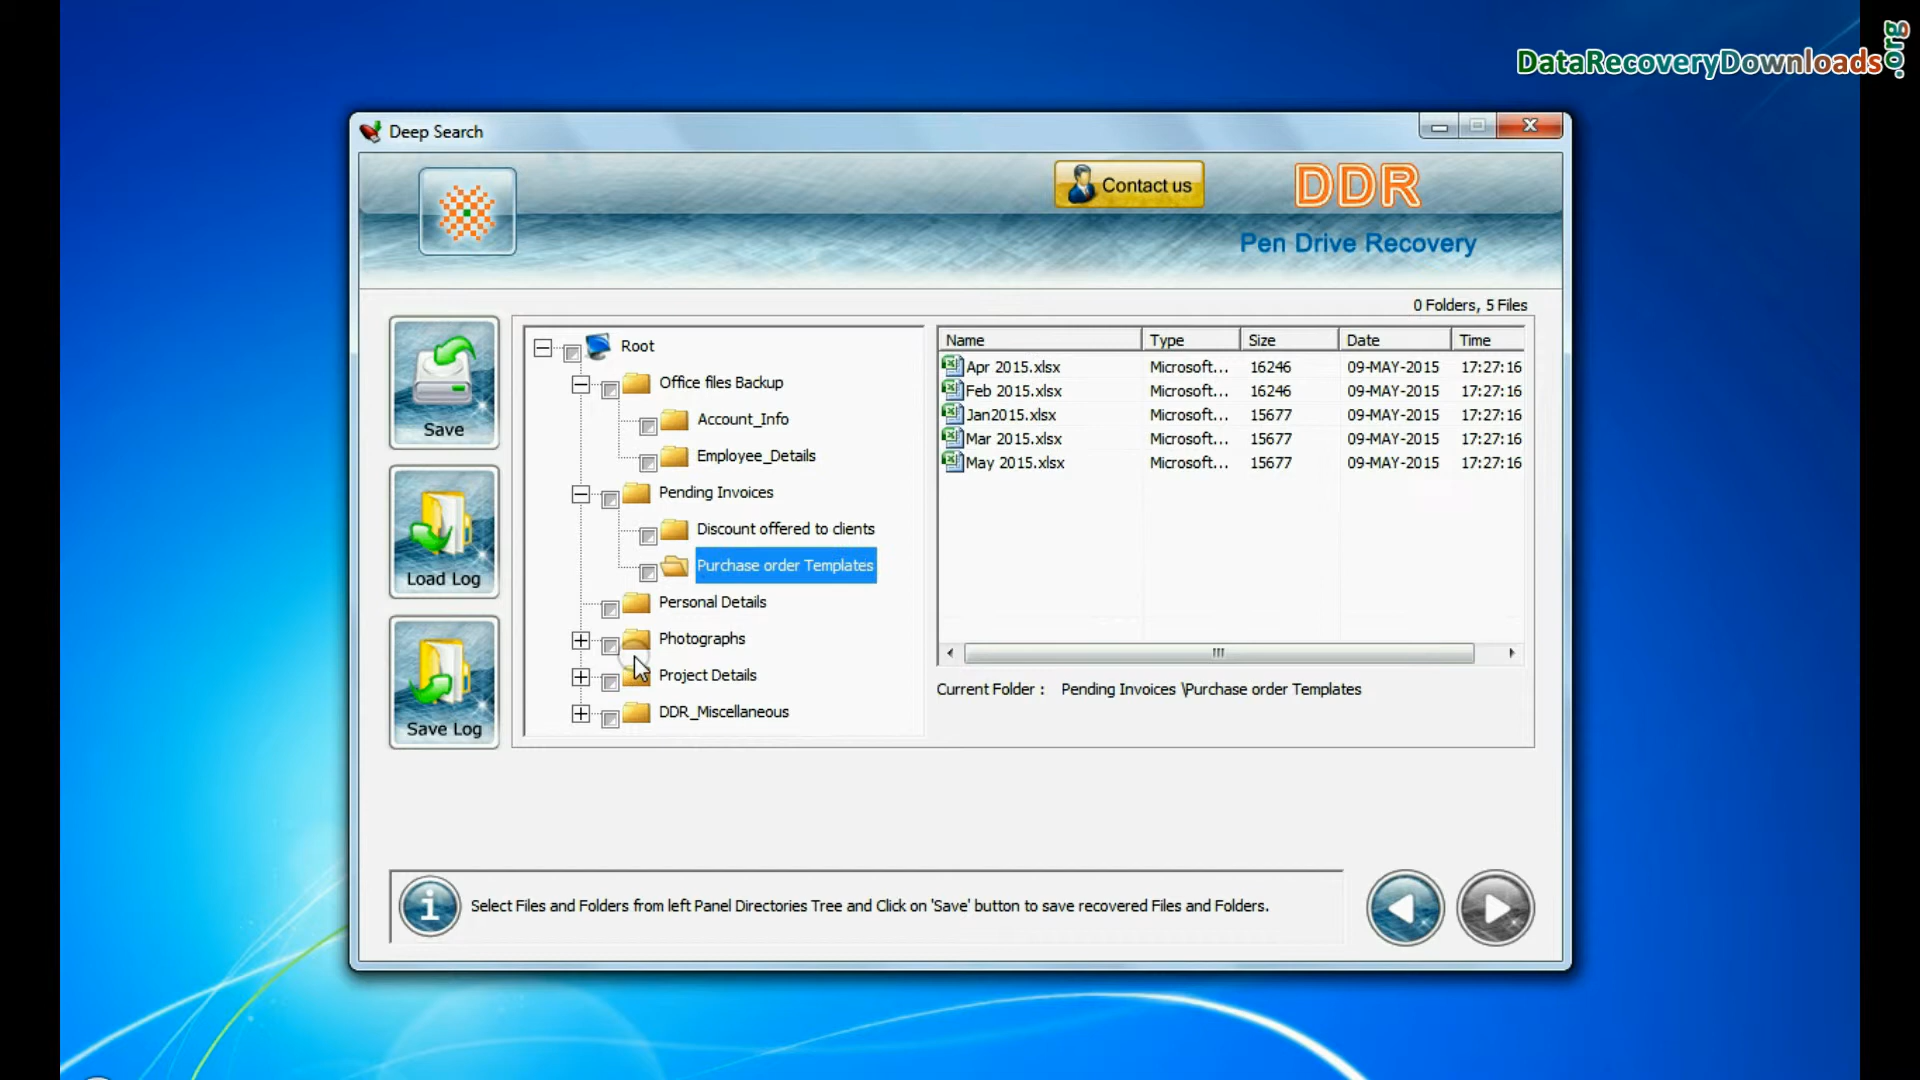 DataRecoveryDownloads.org
Deep Search
Contact us
DDR
Pen Drive Recovery
0 Folders, 5 Files
Save
Load Log
Save Log
Root
Office files Backup
Account_Info
Employee_Details
Pending Invoices
Discount offered to clients
Purchase order Templates
Personal Details
Photographs
Project Details
DDR_Miscellaneous
Name Type Size Date Time
Apr 2015.xlsx Microsoft... 16246 09-MAY-2015 17:27:16
Feb 2015.xlsx Microsoft... 16246 09-MAY-2015 17:27:16
Jan2015.xlsx Microsoft... 15677 09-MAY-2015 17:27:16
Mar 2015.xlsx Microsoft... 15677 09-MAY-2015 17:27:16
May 2015.xlsx Microsoft... 15677 09-MAY-2015 17:27:16
Current Folder : Pending Invoices \Purchase order Templates
Select Files and Folders from left Panel Directories Tree and Click on 'Save' button to save recovered Files and Folders.